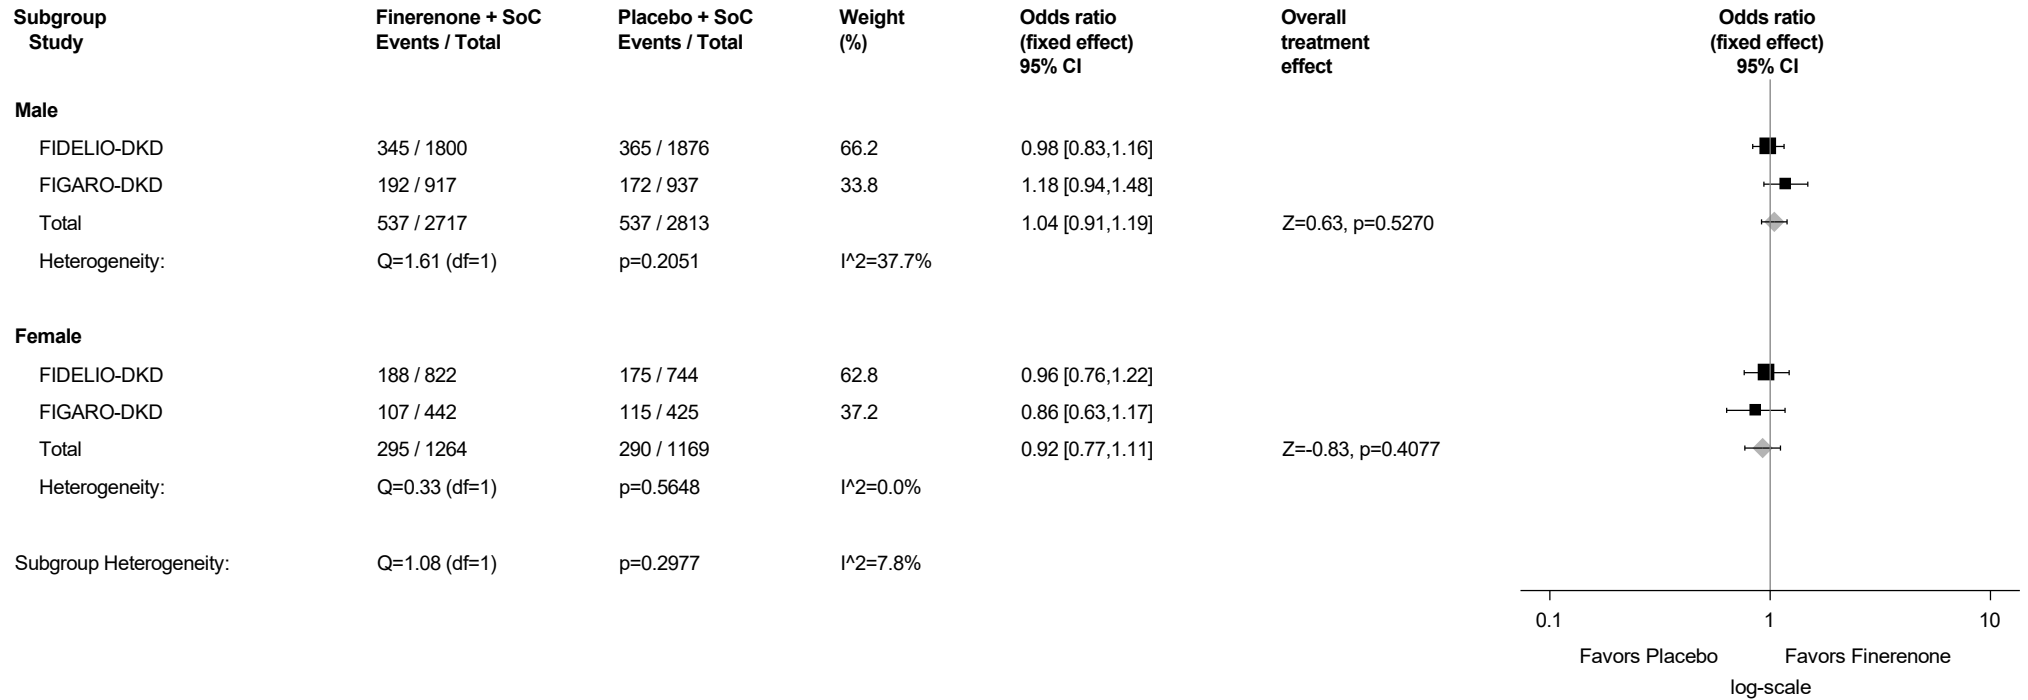 Subgroup Finerenone + SoC Placebo + SoC Weight Odds ratio Overall Odds ratio
Study Events / Total Events / Total (%) (fixed effect) treatment (fixed effect)
95% CI effect 95% CI
Male
FIDELIO-DKD 345 / 1800 365 / 1876 66.2 0.98 [0.83,1.16]
FIGARO-DKD 192 / 917 172 / 937 33.8 1.18 [0.94,1.48]
Total 537 / 2717 537 / 2813 1.04 [0.91,1.19] Z=0.63, p=0.5270
Heterogeneity: Q=1.61 (df=1) p=0.2051 I^2=37.7%
Female
FIDELIO-DKD 188 / 822 175 / 744 62.8 0.96 [0.76,1.22]
FIGARO-DKD 107 / 442 115 / 425 37.2 0.86 [0.63,1.17]
Total 295 / 1264 290 / 1169 0.92 [0.77,1.11] Z=-0.83, p=0.4077
Heterogeneity: Q=0.33 (df=1) p=0.5648 I^2=0.0%
Subgroup Heterogeneity: Q=1.08 (df=1) p=0.2977 I^2=7.8%
0.1 1 10
Favors Placebo Favors Finerenone
log-scale